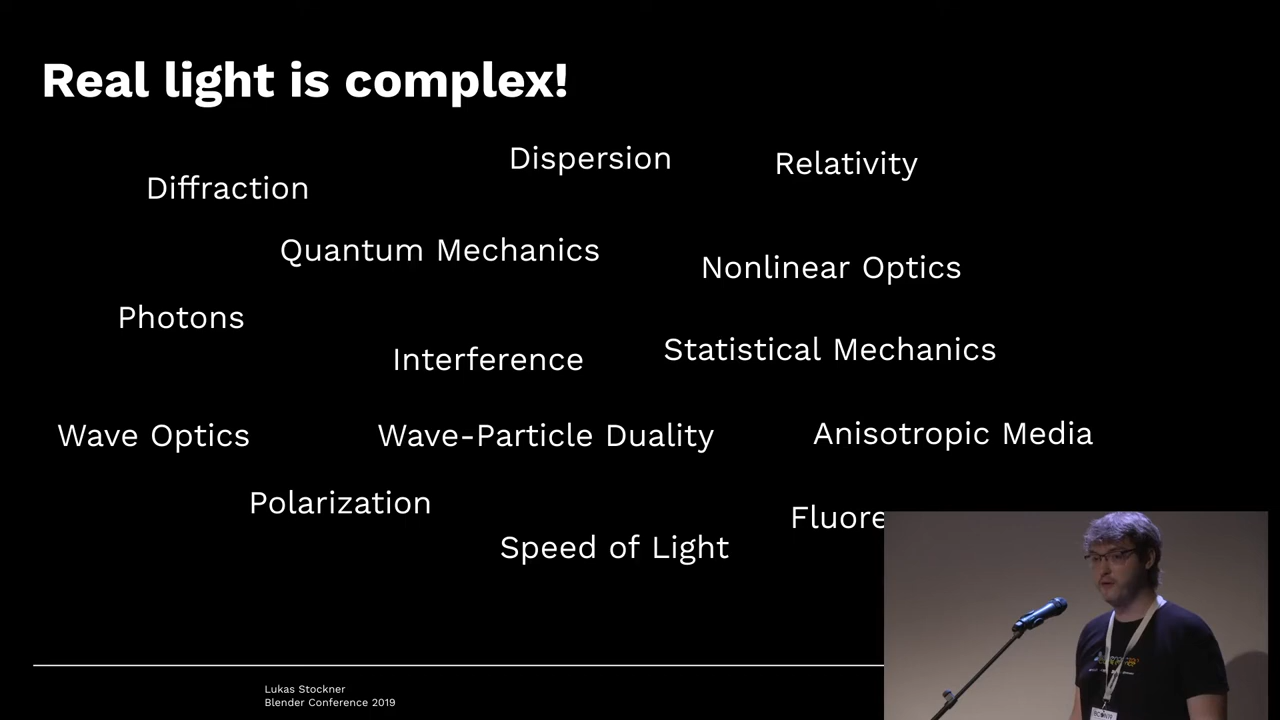 Real light is complex!
Dispersion
Relativity
Diffraction
Quantum Mechanics
Nonlinear Optics
Photons
Interference
Statistical Mechanics
Wave Optics
Wave-Particle Duality
Anisotropic Media
Polarization
Fluore
Speed of Light
Lukas Stockner
Blender Conference 2019